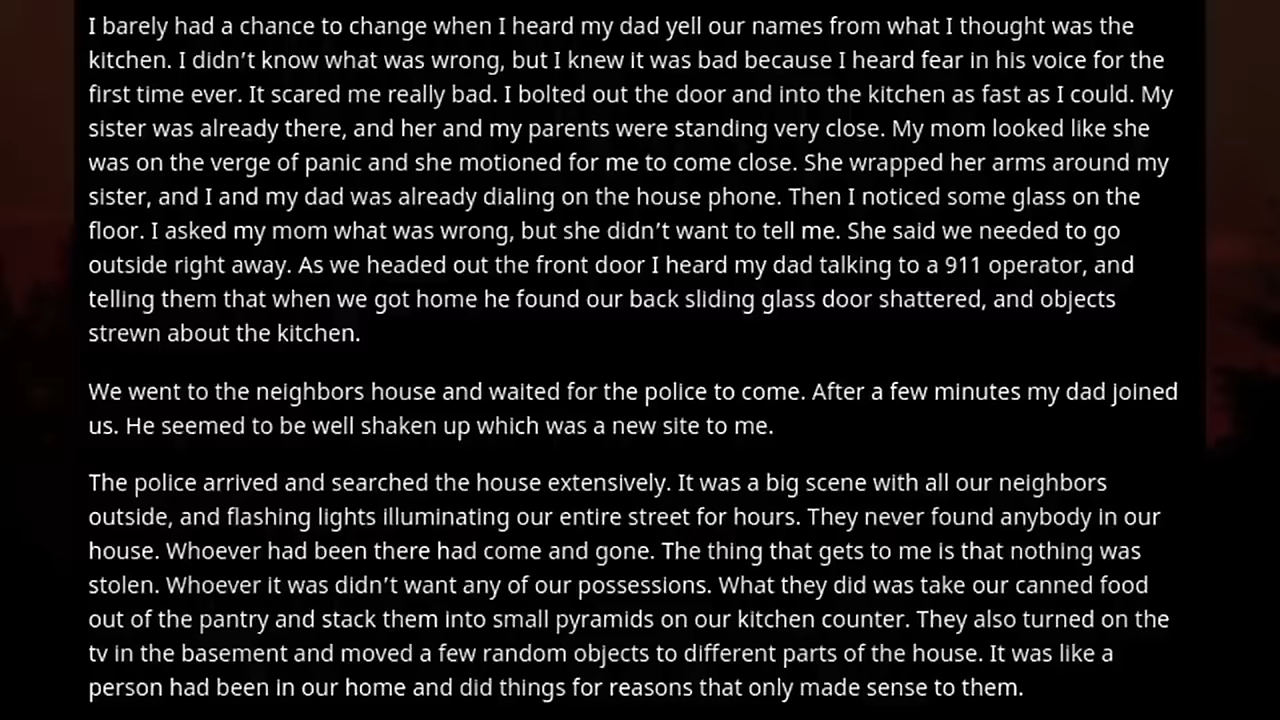 I barely had a chance to change when I heard my dad yell our names from what I thought was the
kitchen. I didn’t know what was wrong, but I knew it was bad because I heard fear in his voice for the
first time ever. It scared me really bad. I bolted out the door and into the kitchen as fast as I could. My
sister was already there, and her and my parents were standing very close. My mom looked like she
was on the verge of panic and she motioned for me to come close. She wrapped her arms around my
sister, and I and my dad was already dialing on the house phone. Then I noticed some glass on the
floor. I asked my mom what was wrong, but she didn’t want to tell me. She said we needed to go
outside right away. As we headed out the front door I heard my dad talking to a 911 operator, and
telling them that when we got home he found our back sliding glass door shattered, and objects
strewn about the kitchen.
We went to the neighbors house and waited for the police to come. After a few minutes my dad joined
us. He seemed to be well shaken up which was a new site to me.
The police arrived and searched the house extensively. It was a big scene with all our neighbors
outside, and flashing lights illuminating our entire street for hours. They never found anybody in our
house. Whoever had been there had come and gone. The thing that gets to me is that nothing was
stolen. Whoever it was didn’t want any of our possessions. What they did was take our canned food
out of the pantry and stack them into small pyramids on our kitchen counter. They also turned on the
tv in the basement and moved a few random objects to different parts of the house. It was like a
person had been in our home and did things for reasons that only made sense to them.